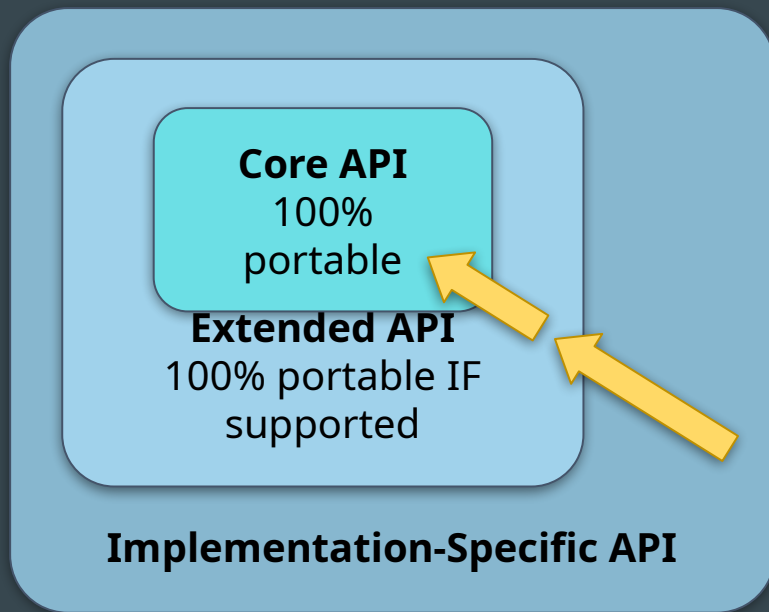 Core API
100%
portable
Extended API
100% portable IF
supported
Implementation-Specific API